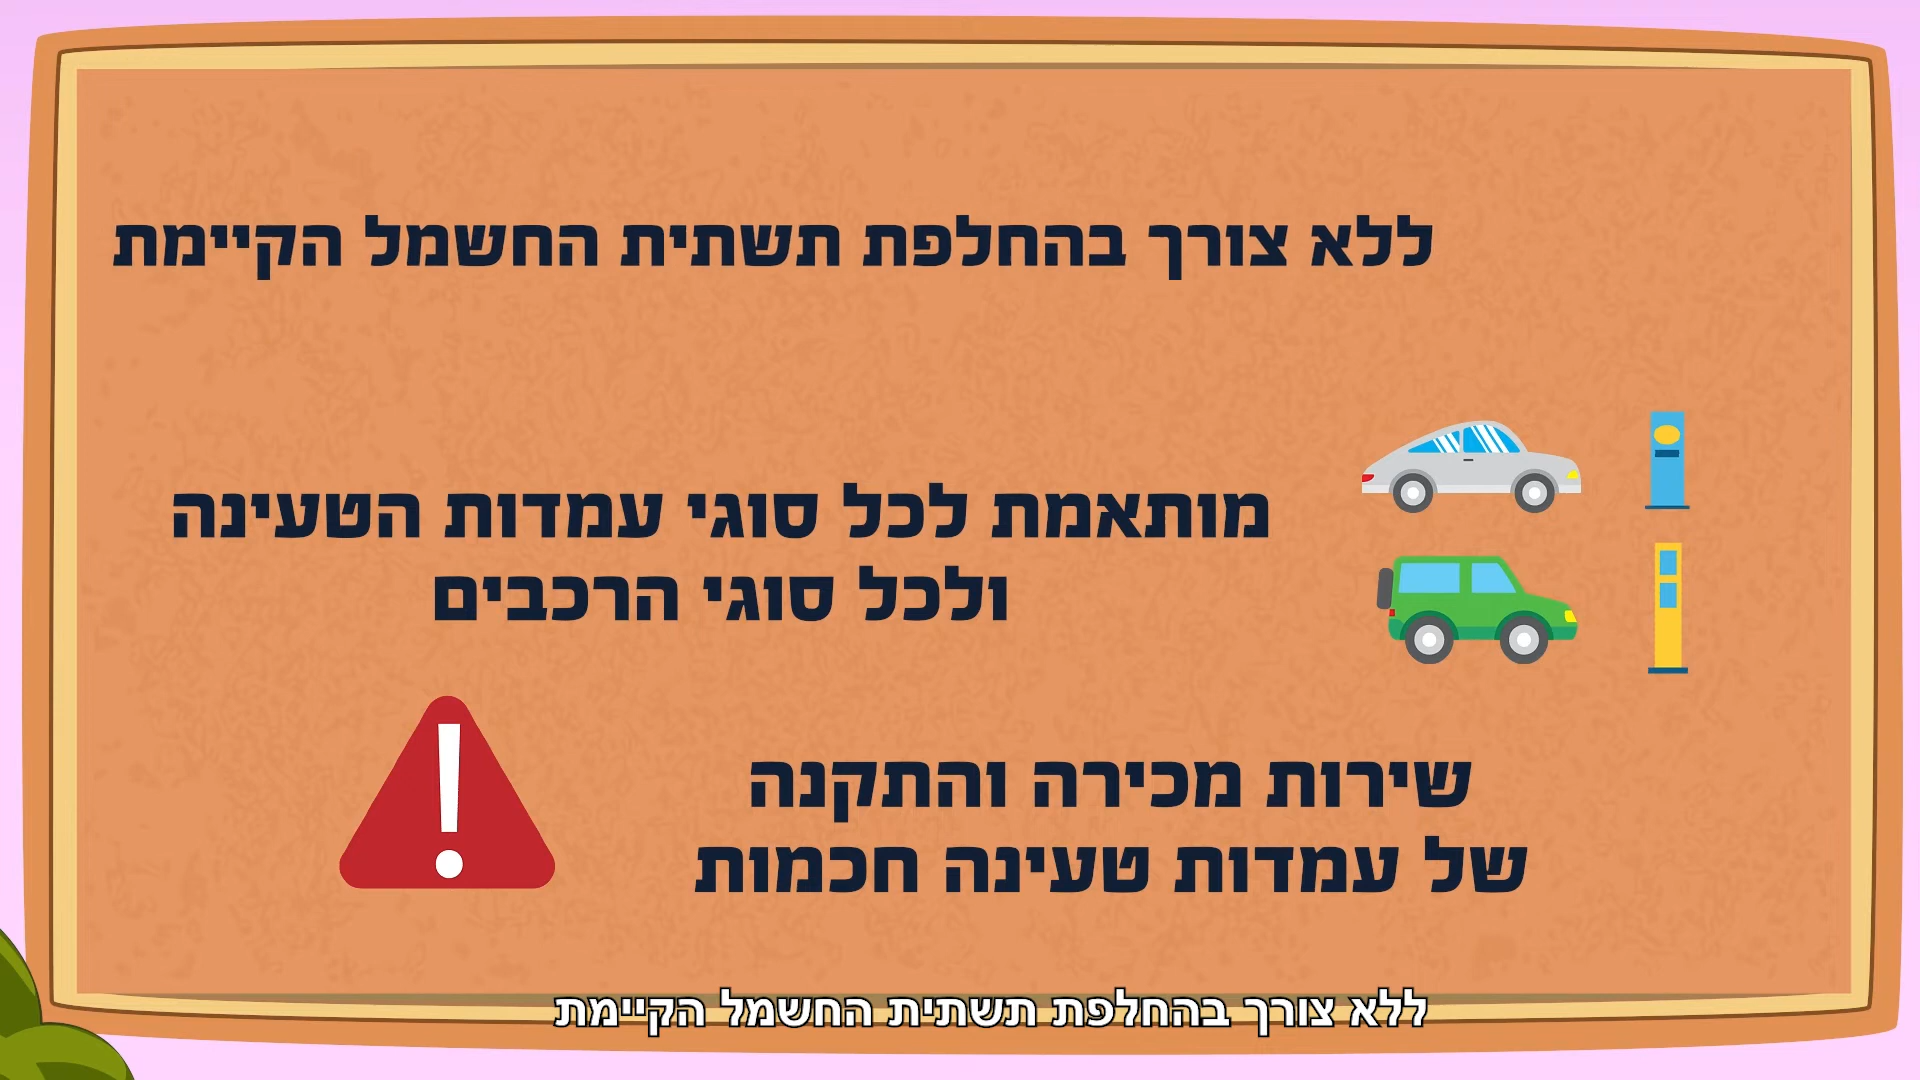 ללא צורך בהחלפת תשתית החשמל הקיימת
מותאמת לכל סוגי עמדות הטעינה
ולכל סוגי הרכבים
שירות מכירה והתקנה
של עמדות טעינה חכמות
ללא צורך בהחלפת תשתית החשמל הקיימת